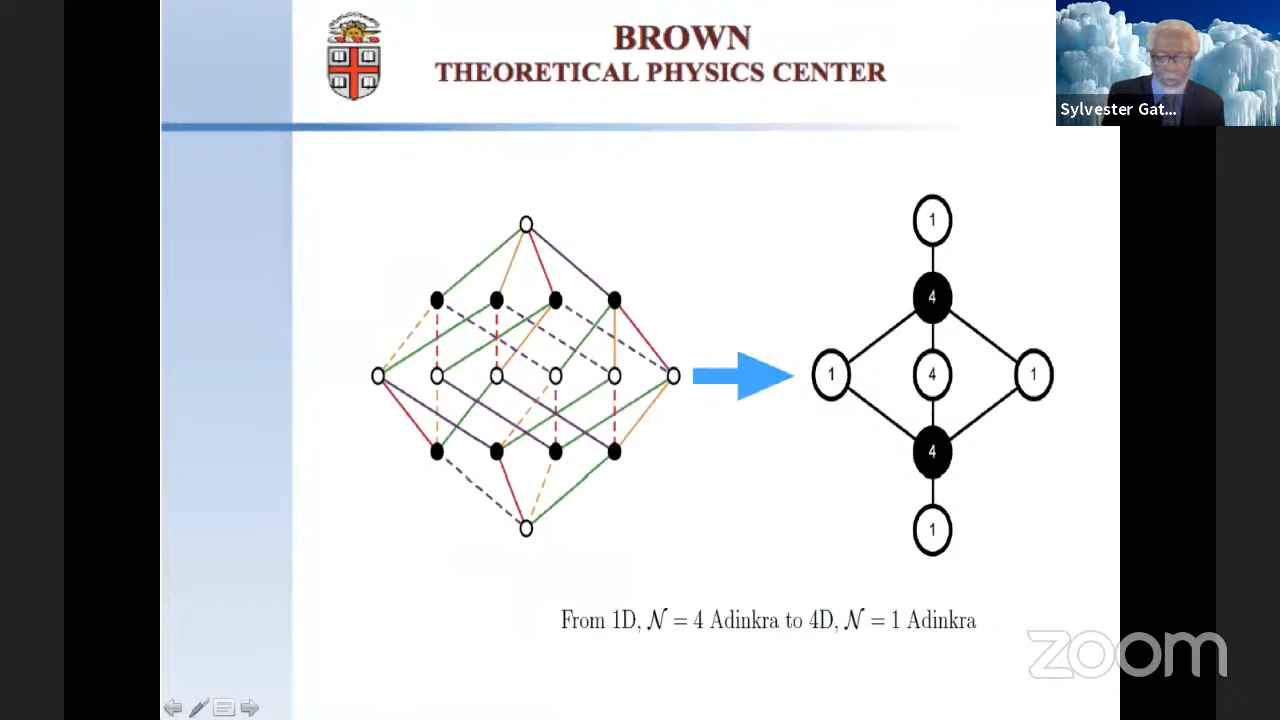 BROWN
THEORETICAL PHYSICS CENTER
Sylvester Gat...
1
4
1
4
1
4
1
From 1D, 𝒩 = 4 Adinkra to 4D, 𝒩 = 1 Adinkra
zoom